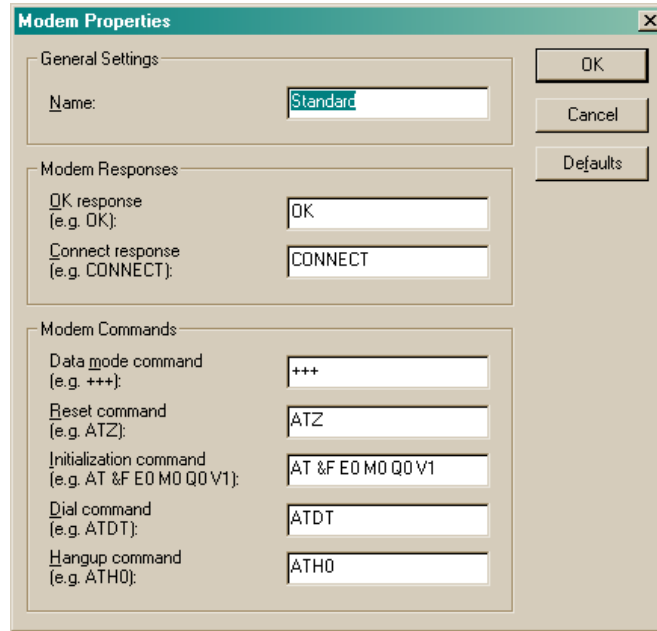 Modem Properties
General Settings
Name:
Standard
OK
Cancel
Defaults
Modem Responses
OK response
(e.g. OK):
OK
Connect response
(e.g. CONNECT):
CONNECT
Modem Commands
Data mode command
(e.g. +++):
+++
Reset command
(e.g. ATZ):
ATZ
Initialization command
(e.g. AT &F E0 M0 Q0 V1):
AT &F E0 M0 Q0 V1
Dial command
(e.g. ATDT):
ATDT
Hangup command
(e.g. ATH0):
ATH0